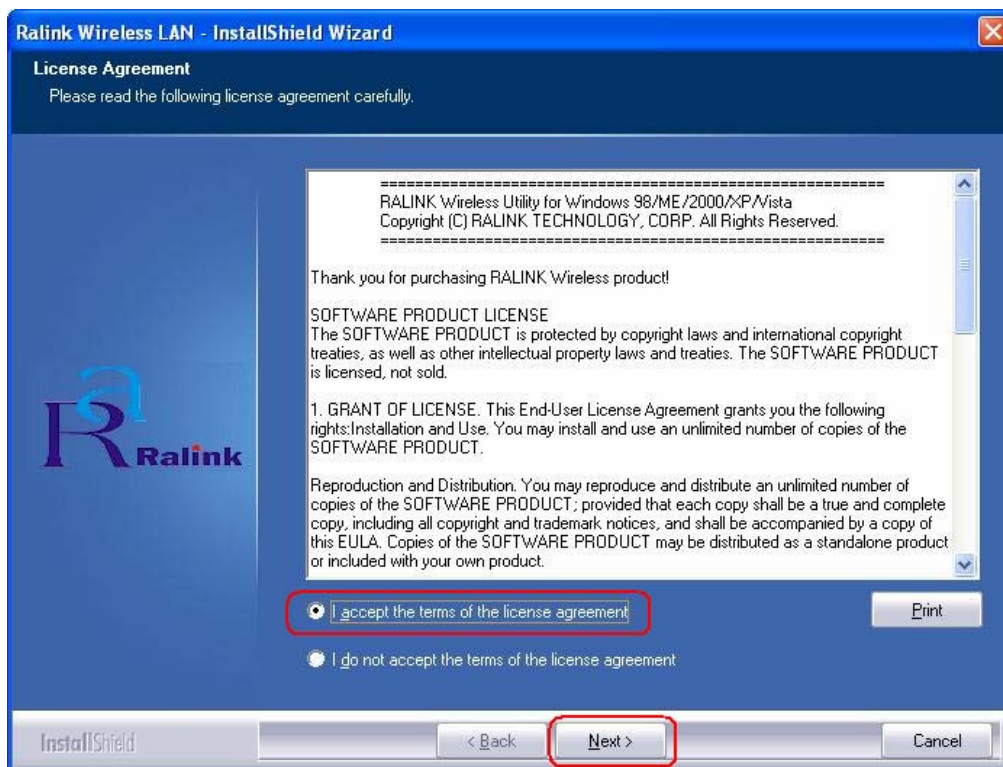 Ralink Wireless LAN - InstallShield Wizard
License Agreement
Please read the following license agreement carefully.
============================================================
RALINK Wireless Utility for Windows 98/ME/2000/XP/Vista
Copyright (C) RALINK TECHNOLOGY, CORP. All Rights Reserved.
============================================================
Thank you for purchasing RALINK Wireless product!
SOFTWARE PRODUCT LICENSE
The SOFTWARE PRODUCT is protected by copyright laws and international copyright
treaties, as well as other intellectual property laws and treaties. The SOFTWARE PRODUCT
is licensed, not sold.
1. GRANT OF LICENSE. This End-User License Agreement grants you the following
rights:Installation and Use. You may install and use an unlimited number of copies of the
SOFTWARE PRODUCT.
Reproduction and Distribution. You may reproduce and distribute an unlimited number of
copies of the SOFTWARE PRODUCT; provided that each copy shall be a true and complete
copy, including all copyright and trademark notices, and shall be accompanied by a copy of
this EULA. Copies of the SOFTWARE PRODUCT may be distributed as a standalone product
or included with your own product.
Ra
Ralink
I accept the terms of the license agreement
Print
I do not accept the terms of the license agreement
InstallShield
< Back
Next >
Cancel